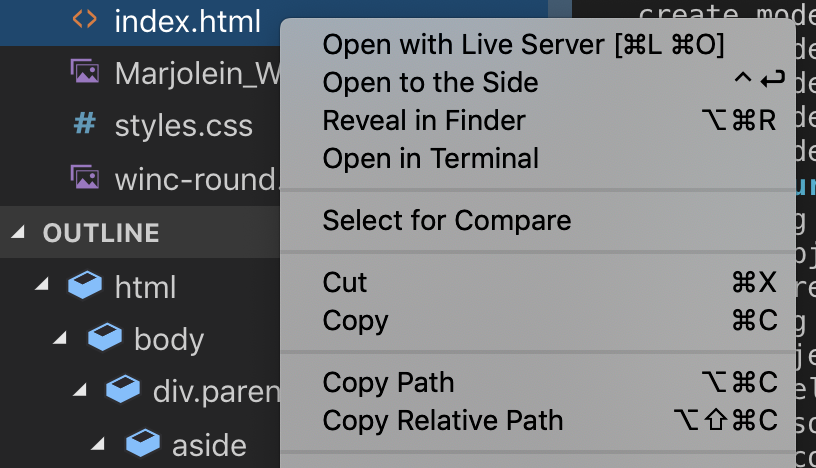 index.html
Marjolein_W
styles.css
winc-round.
OUTLINE
html
body
div.paren
aside
Open with Live Server [⌘L ⌘O]
Open to the Side ^ ↩
Reveal in Finder ⌥⌘R
Open in Terminal
Select for Compare
Cut ⌘X
Copy ⌘C
Copy Path ⌥⌘C
Copy Relative Path ⌥⇧⌘C
create